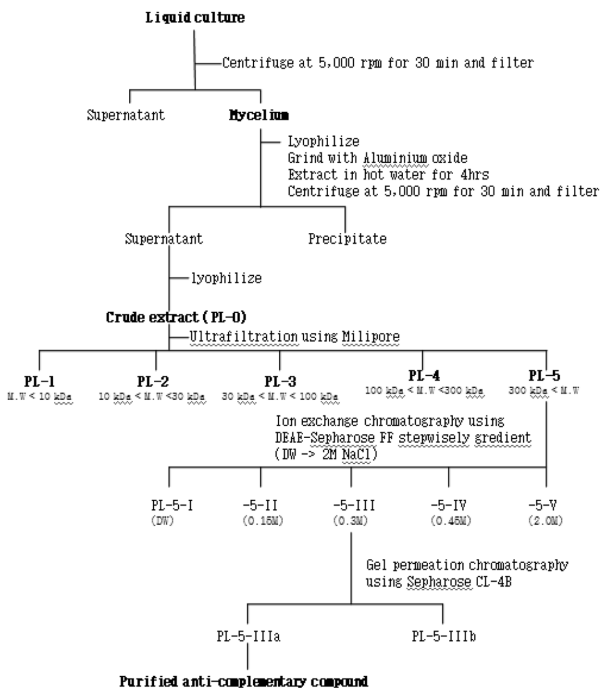 Liquid culture
Centrifuge at 5,000 rpm for 30 min and filter
Supernatant
Mycelium
Lyophilize
Grind with Aluminium oxide
Extract in hot water for 4hrs
Centrifuge at 5,000 rpm for 30 min and filter
Supernatant
Precipitate
lyophilize
Crude extract (PL-0)
Ultrafiltration using Milipore
PL-1 PL-2 PL-3 PL-4 PL-5
M.W < 10 kDa 10 kDa < M.W <30 kDa 30 kDa < M.W < 100 kDa 100 kDa < M.W <300 kDa 300 kDa < M.W
Ion exchange chromatography using
DEAE-Sepharose FF stepwisely gredient
(DW -> 2M NaCl)
PL-5-I -5-II -5-III -5-IV -5-V
(DW) (0.15M) (0.3M) (0.45M) (2.0M)
Gel permeation chromatography
using Sepharose CL-4B
PL-5-IIIa PL-5-IIIb
Purified anti-complementary compound